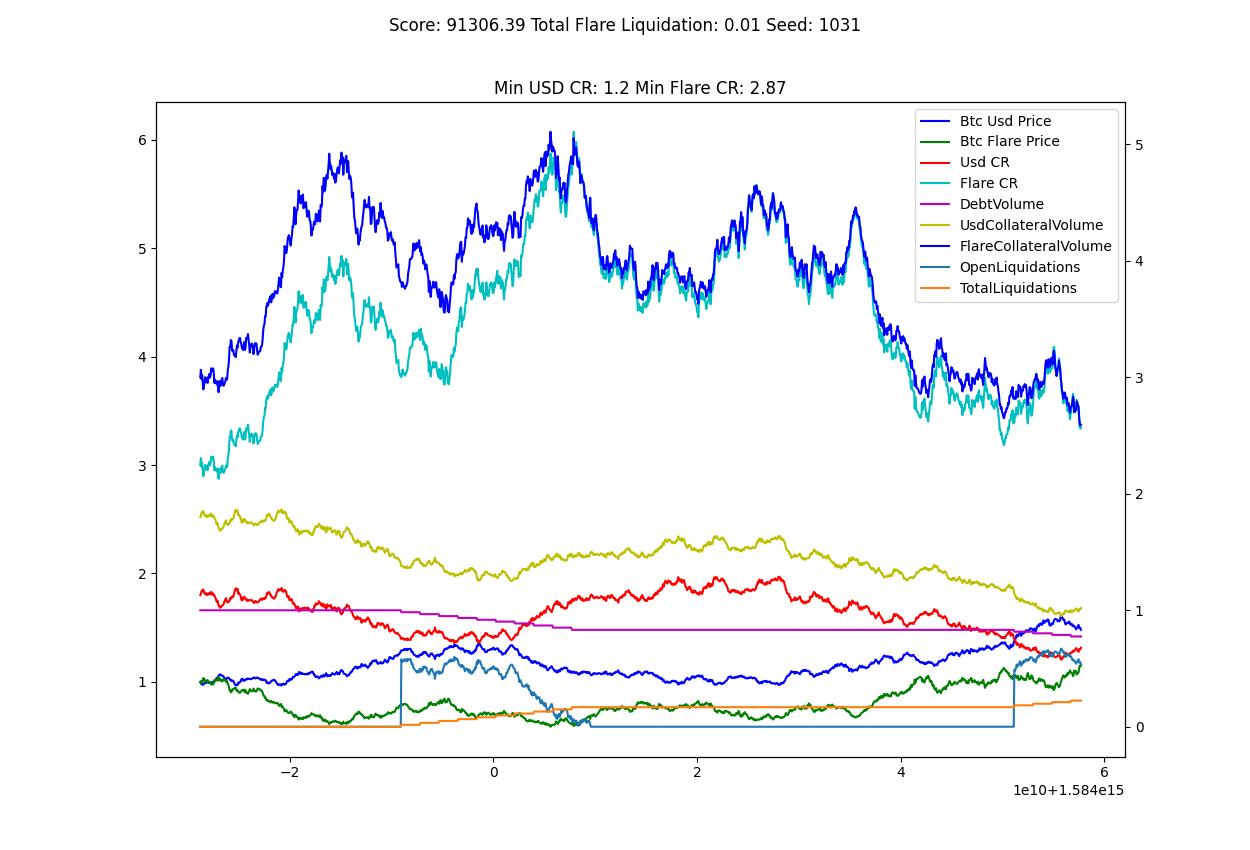 Score: 91306.39 Total Flare Liquidation: 0.01 Seed: 1031
Min USD CR: 1.2 Min Flare CR: 2.87
Btc Usd Price
Btc Flare Price
Usd CR
Flare CR
DebtVolume
UsdCollateralVolume
FlareCollateralVolume
OpenLiquidations
TotalLiquidations
6
5
4
3
2
1
5
4
3
2
1
0
−2
0
2
4
6
1e10+1.584e15